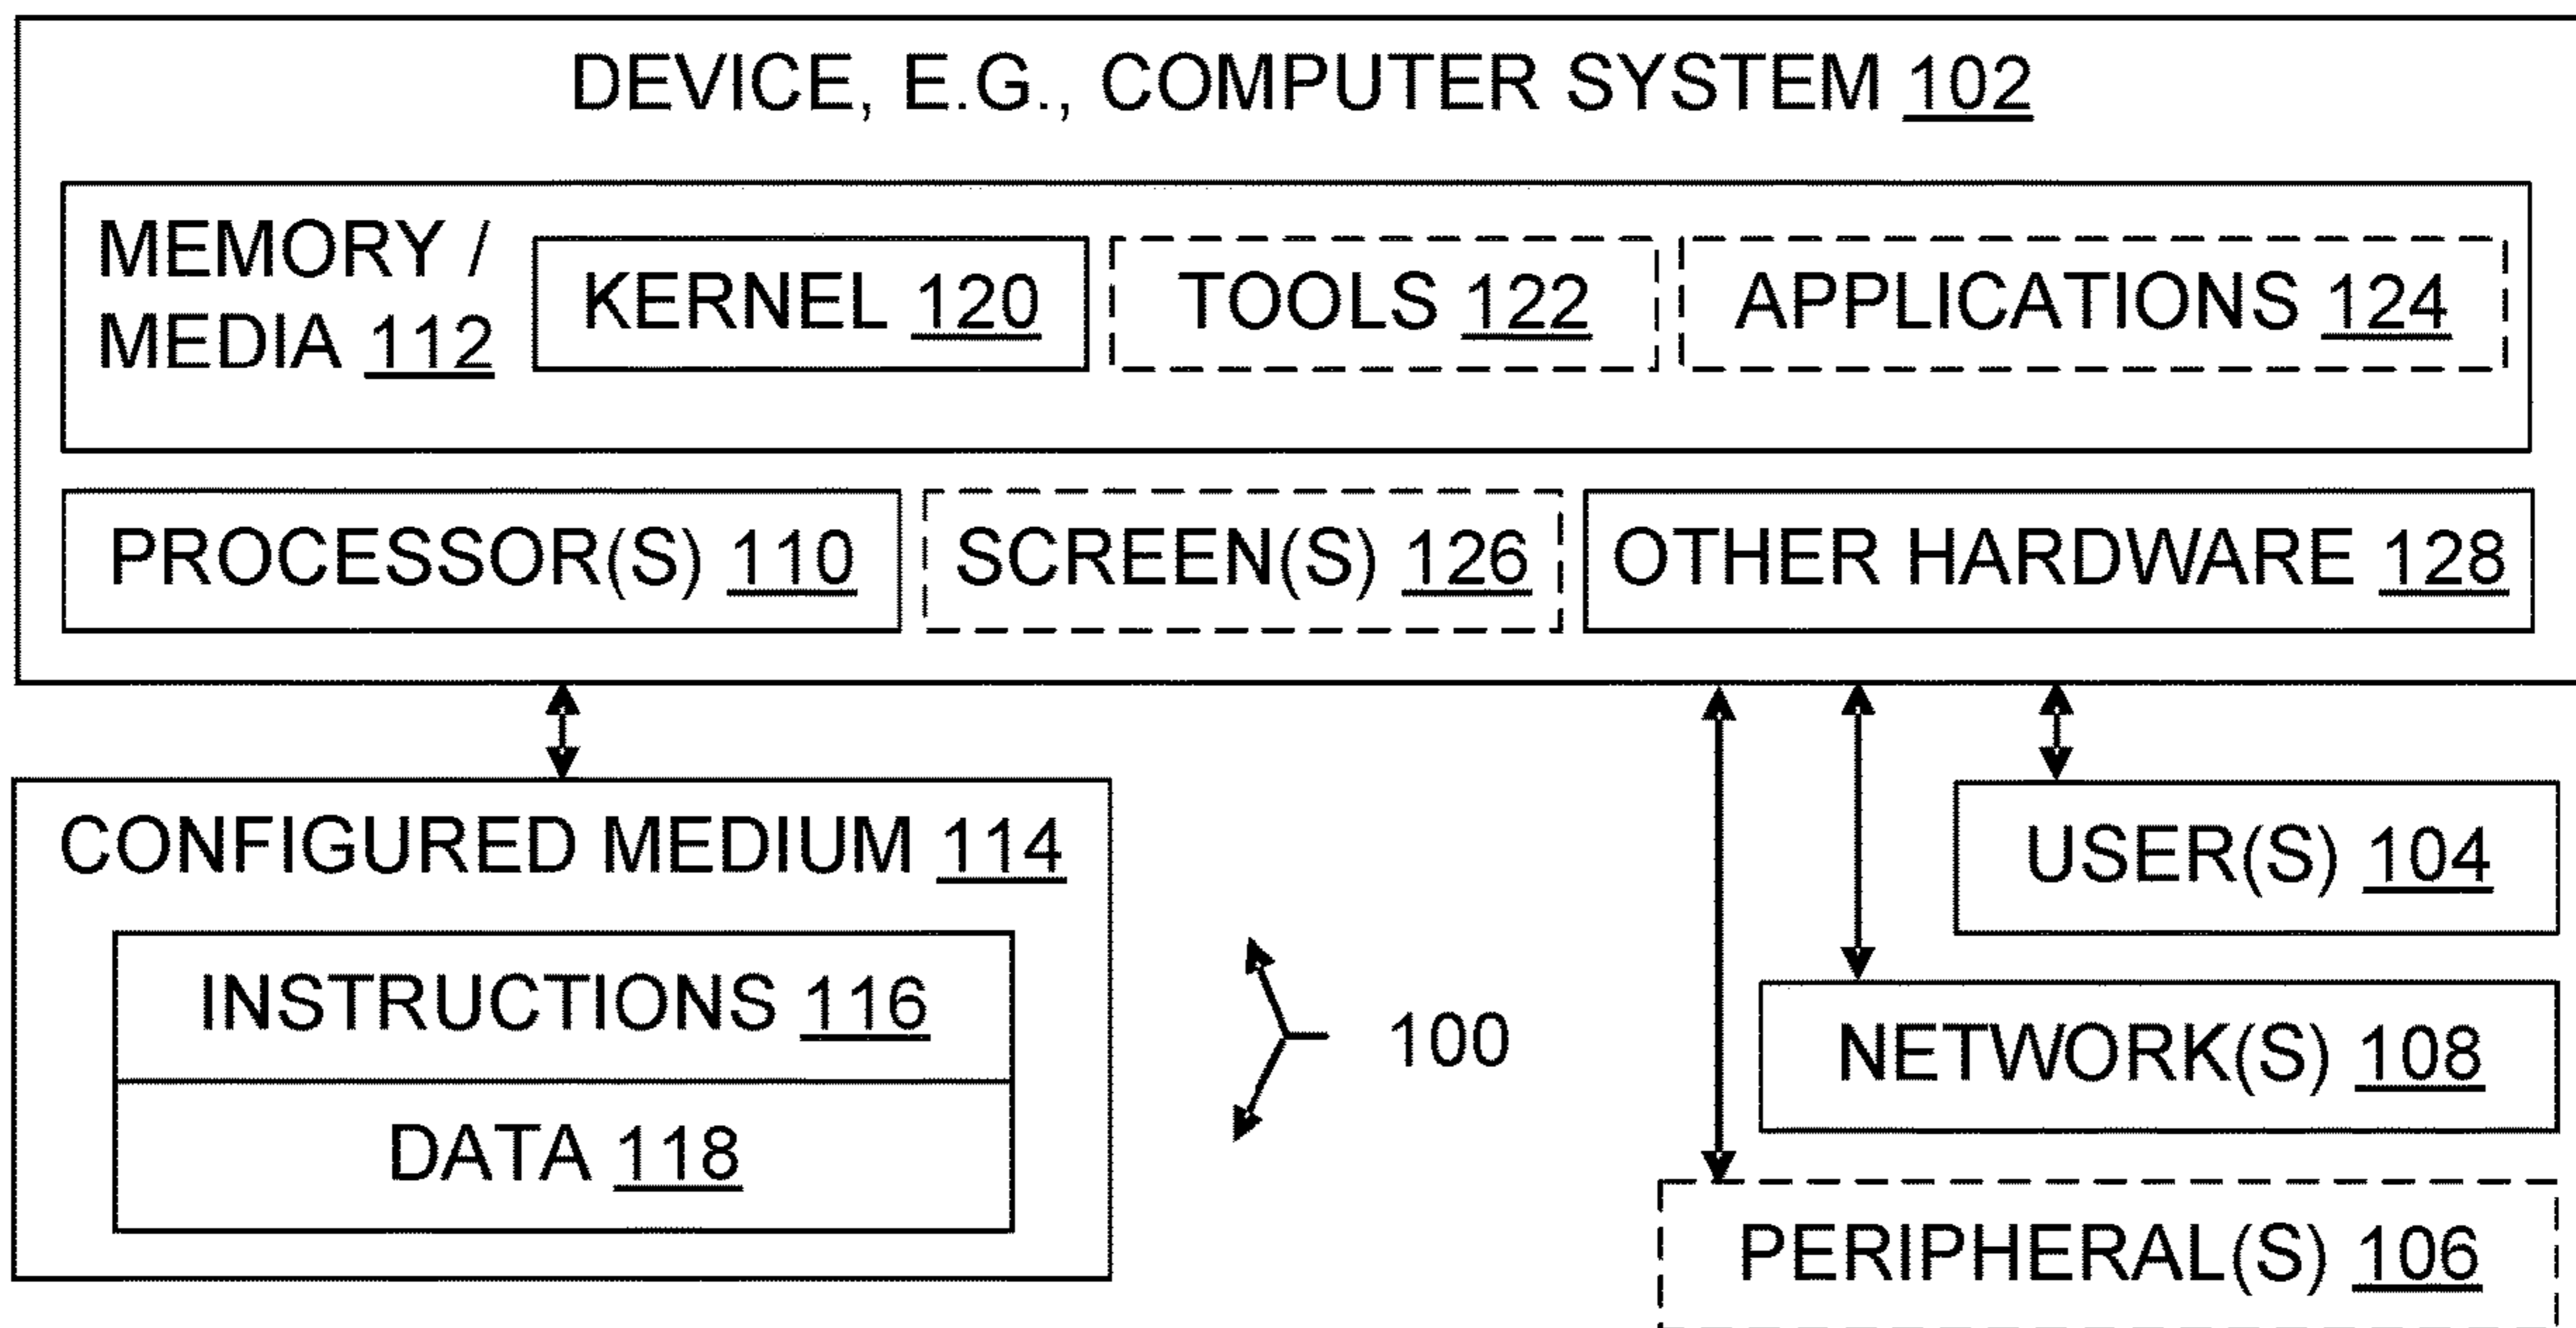 DEVICE, E.G., COMPUTER SYSTEM 102
MEMORY /
MEDIA 112
KERNEL 120
TOOLS 122
APPLICATIONS 124
PROCESSOR(S) 110
SCREEN(S) 126
OTHER HARDWARE 128
CONFIGURED MEDIUM 114
INSTRUCTIONS 116
DATA 118
100
USER(S) 104
NETWORK(S) 108
PERIPHERAL(S) 106